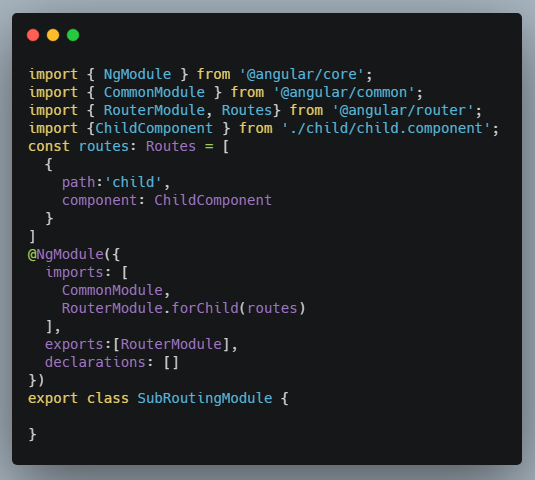 import { NgModule } from '@angular/core';
import { CommonModule } from '@angular/common';
import { RouterModule, Routes} from '@angular/router';
import {ChildComponent } from './child/child.component';
const routes: Routes = [
  {
    path:'child',
    component: ChildComponent
  }
]
@NgModule({
  imports: [
    CommonModule,
    RouterModule.forChild(routes)
  ],
  exports:[RouterModule],
  declarations: []
})
export class SubRoutingModule {

}